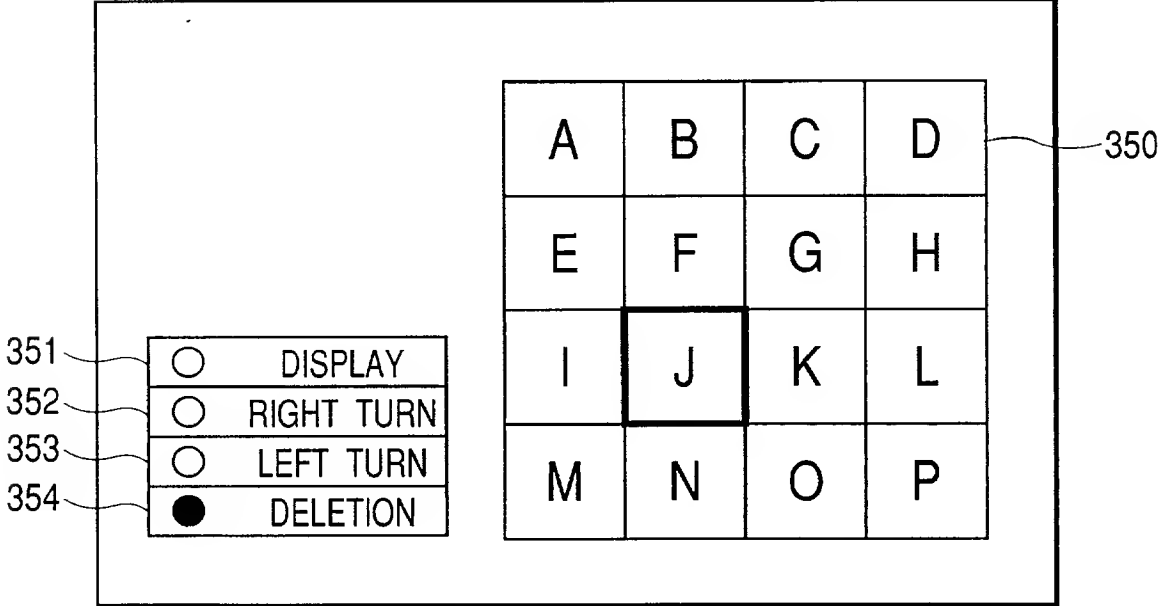 A B C D 350
E F G H
351 DISPLAY I J K L
352 RIGHT TURN
353 LEFT TURN M N O P
354 DELETION